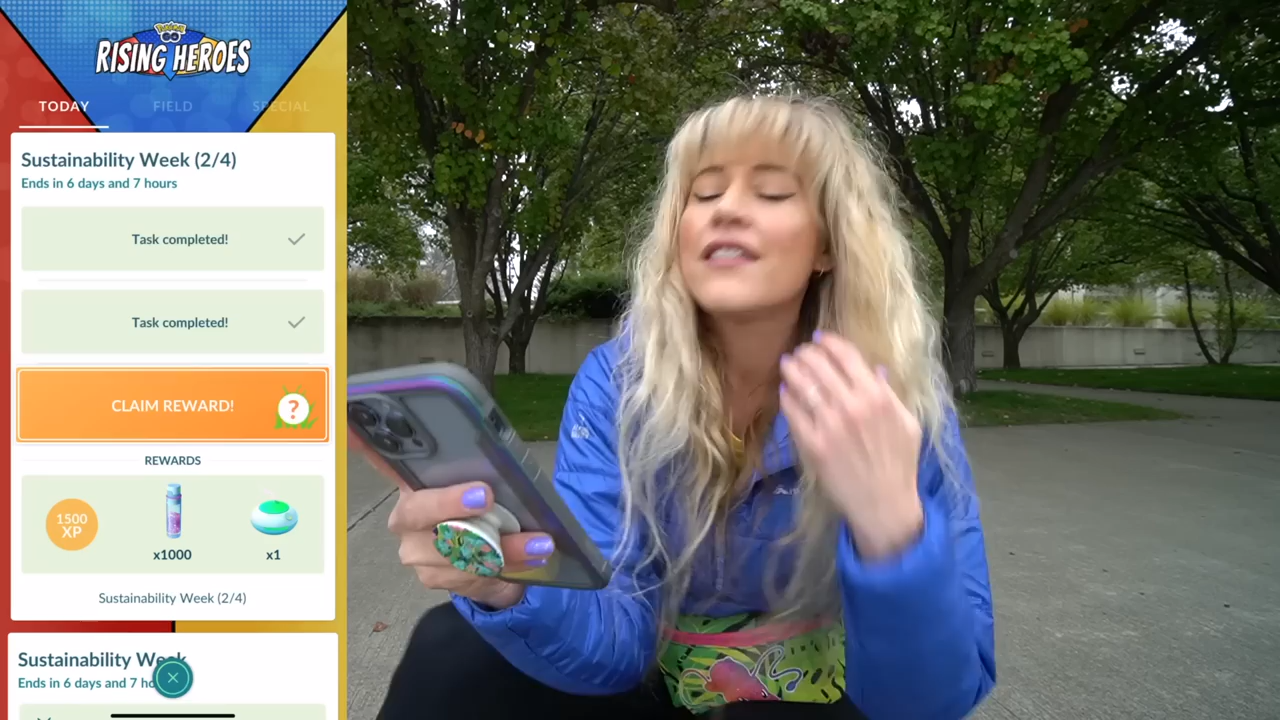 Pokémon
GO
RISING HEROES
TODAY
FIELD
SPECIAL
Sustainability Week (2/4)
Ends in 6 days and 7 hours
Task completed!
Task completed!
CLAIM REWARD!
?
REWARDS
1500
XP
x1000
x1
Sustainability Week (2/4)
Sustainability Week
Ends in 6 days and 7 ho